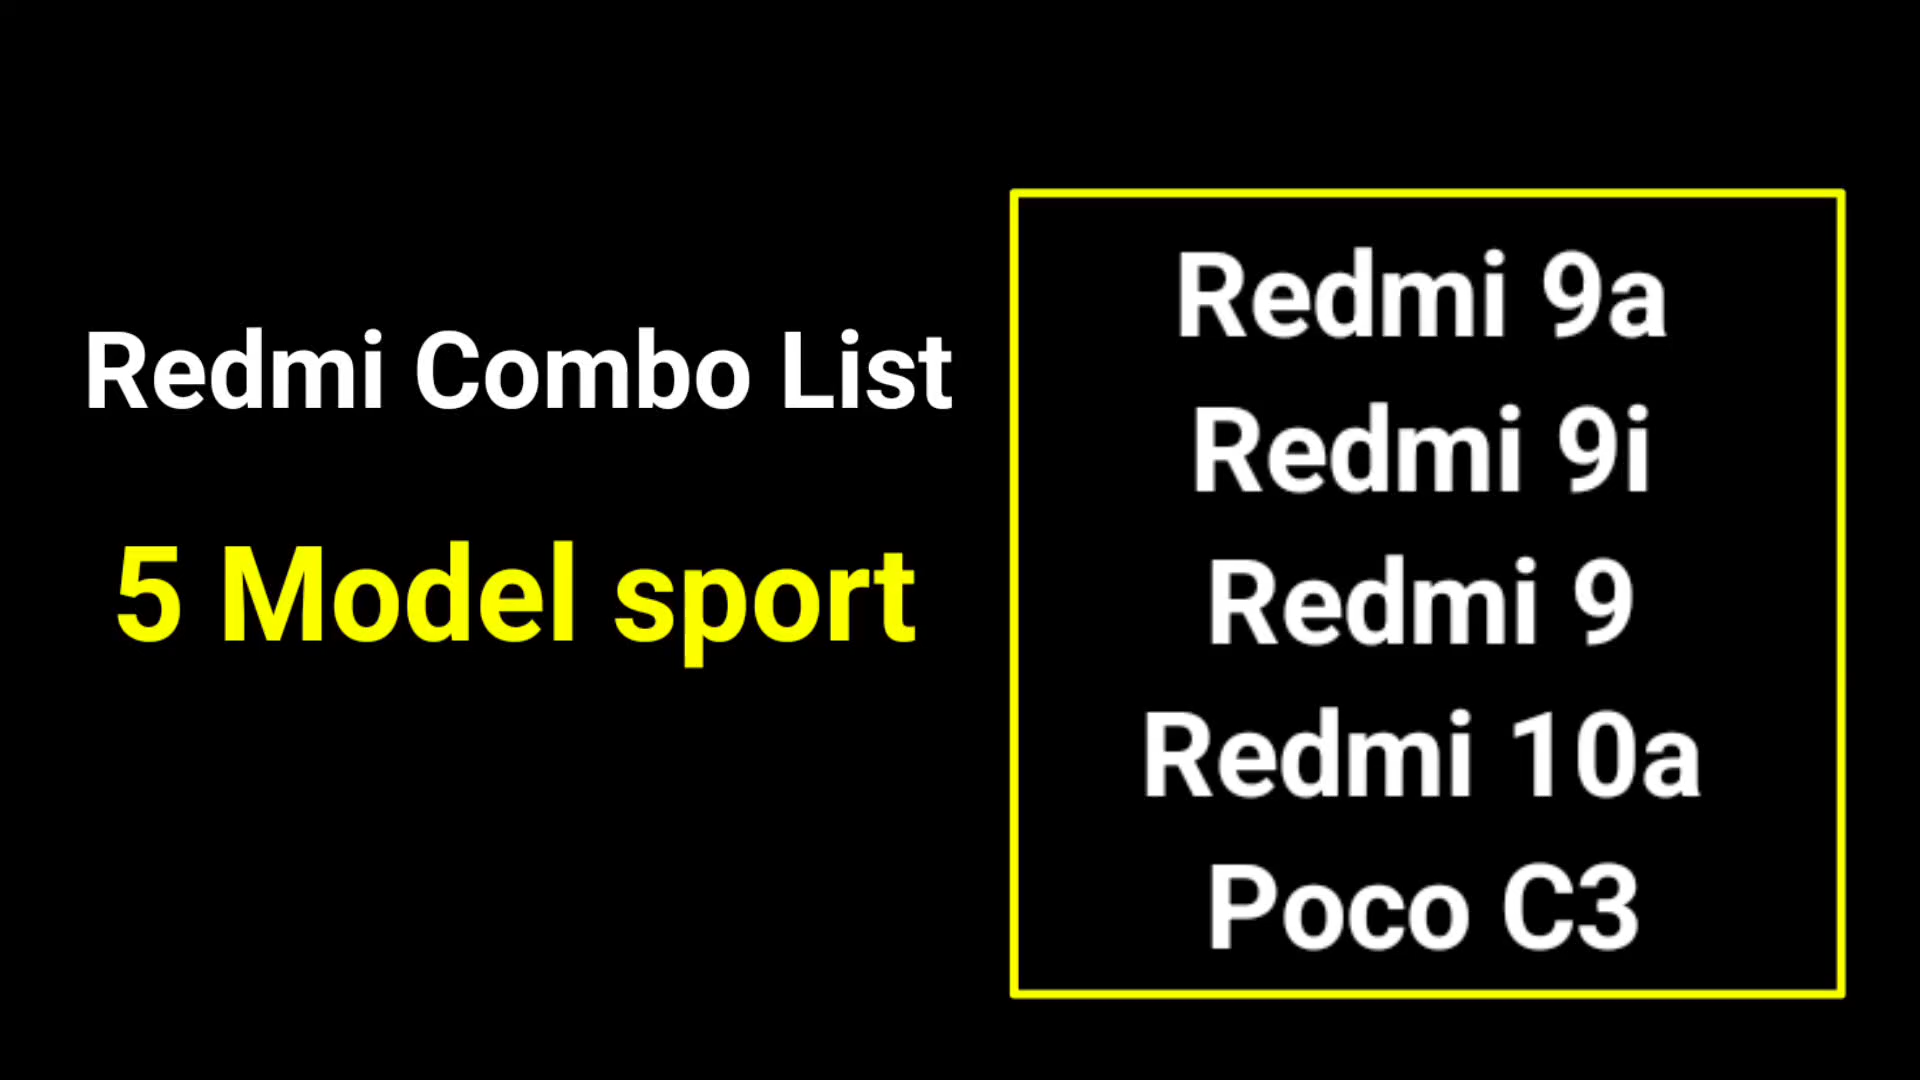 Redmi Combo List
5 Model sport
Redmi 9a
Redmi 9i
Redmi 9
Redmi 10a
Poco C3